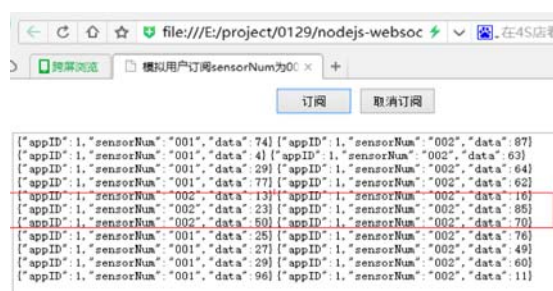 file:///E:/project/0129/nodejs-websoc
在4S店看
跨屏浏览
模拟用户订阅sensorNum为00
订阅 取消订阅
{"appID":1,"sensorNum":"001","data":74}{"appID":1,"sensorNum":"002","data":87}
{"appID":1,"sensorNum":"001","data":4}{"appID":1,"sensorNum":"002","data":63}
{"appID":1,"sensorNum":"001","data":29}{"appID":1,"sensorNum":"002","data":64}
{"appID":1,"sensorNum":"001","data":77}{"appID":1,"sensorNum":"002","data":62}
{"appID":1,"sensorNum":"002","data":13}{"appID":1,"sensorNum":"002","data":16}
{"appID":1,"sensorNum":"002","data":23}{"appID":1,"sensorNum":"002","data":85}
{"appID":1,"sensorNum":"002","data":50}{"appID":1,"sensorNum":"002","data":70}
{"appID":1,"sensorNum":"001","data":25}{"appID":1,"sensorNum":"002","data":76}
{"appID":1,"sensorNum":"001","data":27}{"appID":1,"sensorNum":"002","data":49}
{"appID":1,"sensorNum":"001","data":29}{"appID":1,"sensorNum":"002","data":60}
{"appID":1,"sensorNum":"001","data":96}{"appID":1,"sensorNum":"002","data":11}